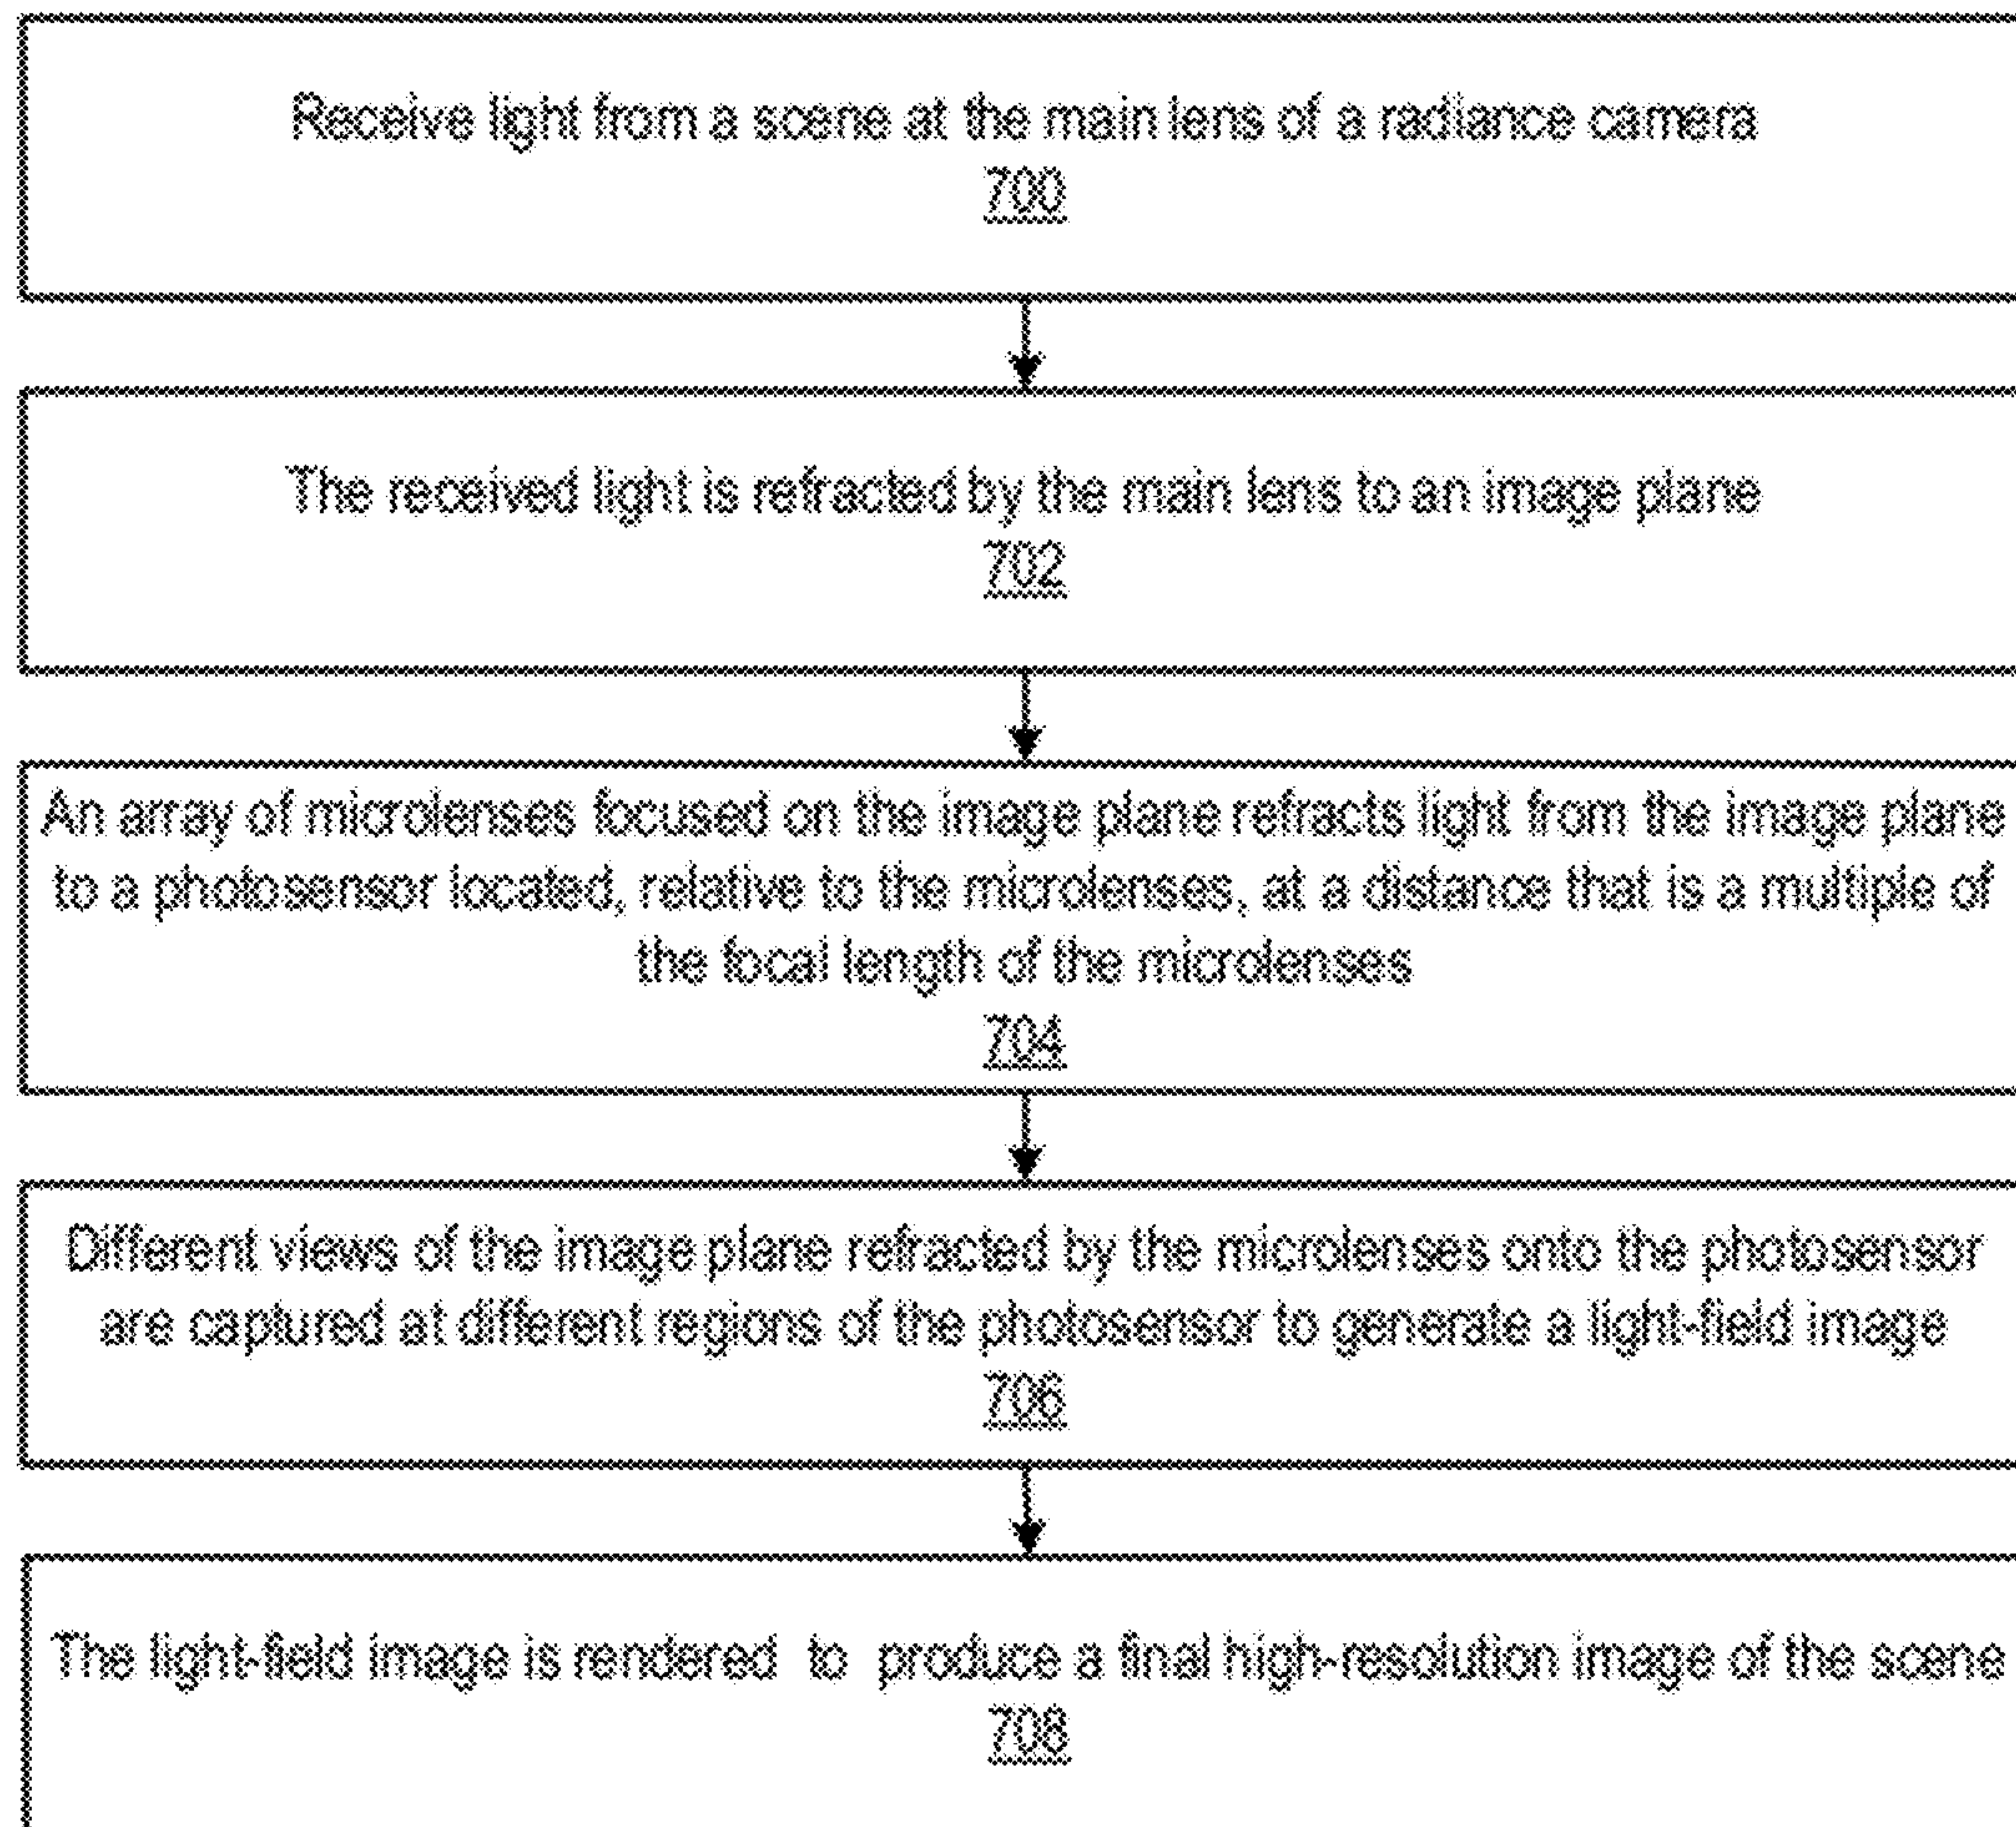 Receive light from a scene at the main lens of a radiance camera
700
The received light is refracted by the main lens to an image plane
702
An array of microlenses focused on the image plane refracts light from the image plane
to a photosensor located, relative to the microlenses, at a distance that is a multiple of
the focal length of the microlenses
704
Different views of the image plane refracted by the microlenses onto the photosensor
are captured at different regions of the photosensor to generate a light-field image
706
The light-field image is rendered to produce a final high-resolution image of the scene
708